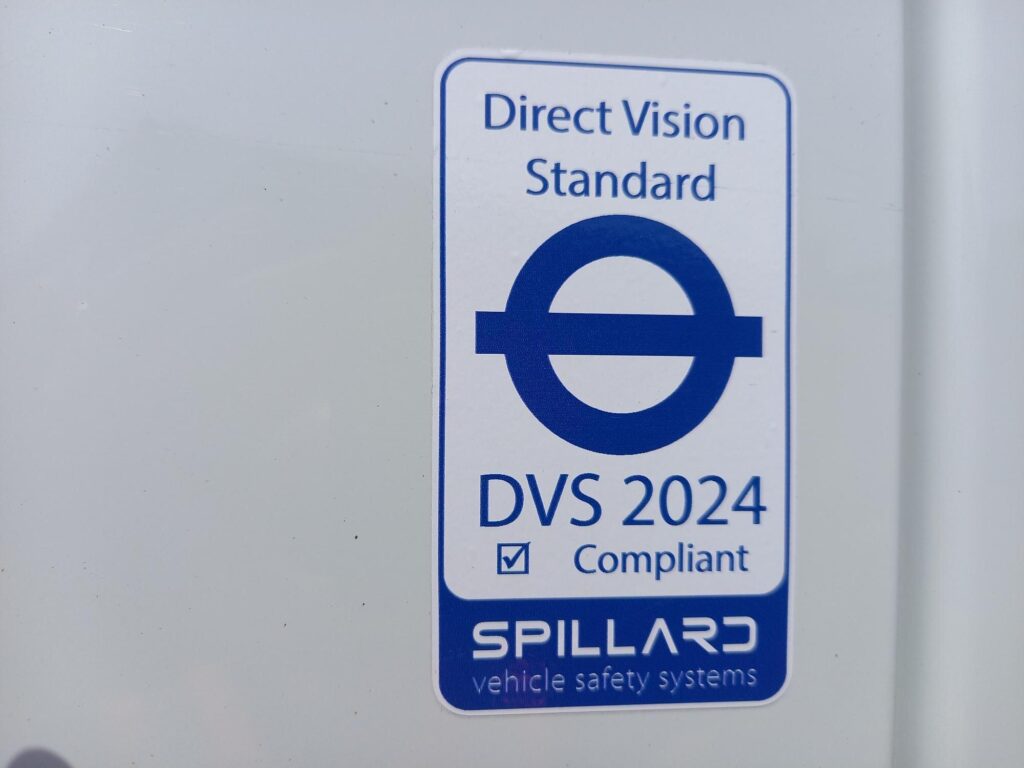 Direct Vision
Standard
DVS 2024
☑ Compliant
SPILLARD
vehicle safety systems